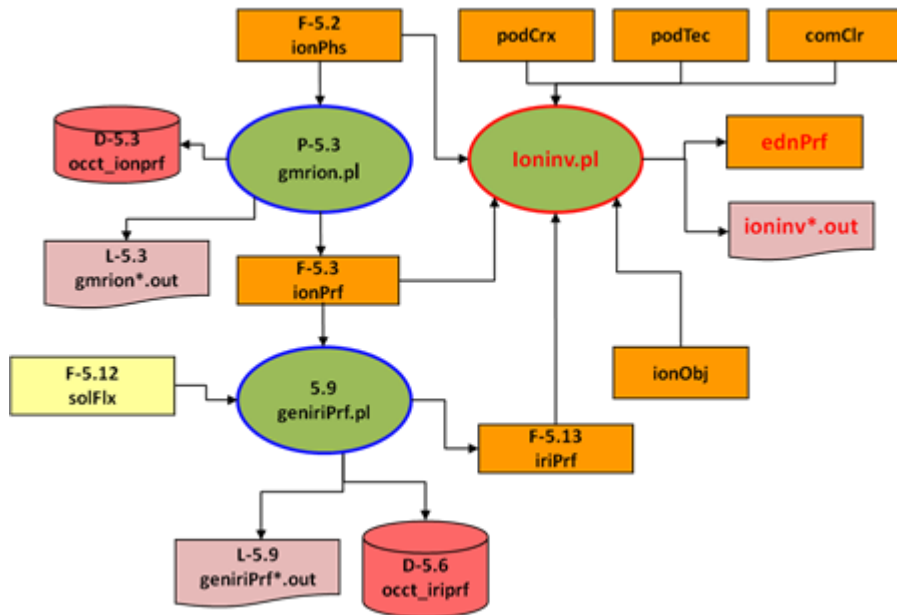 F-5.2
ionPhs
podCrx
podTec
comClr
D-5.3
occt_ionprf
P-5.3
gmrion.pl
Ioninv.pl
ednPrf
ioninv*.out
L-5.3
gmrion*.out
F-5.3
ionPrf
F-5.12
solFlx
5.9
geniriPrf.pl
ionObj
F-5.13
iriPrf
L-5.9
geniriPrf*.out
D-5.6
occt_iriprf